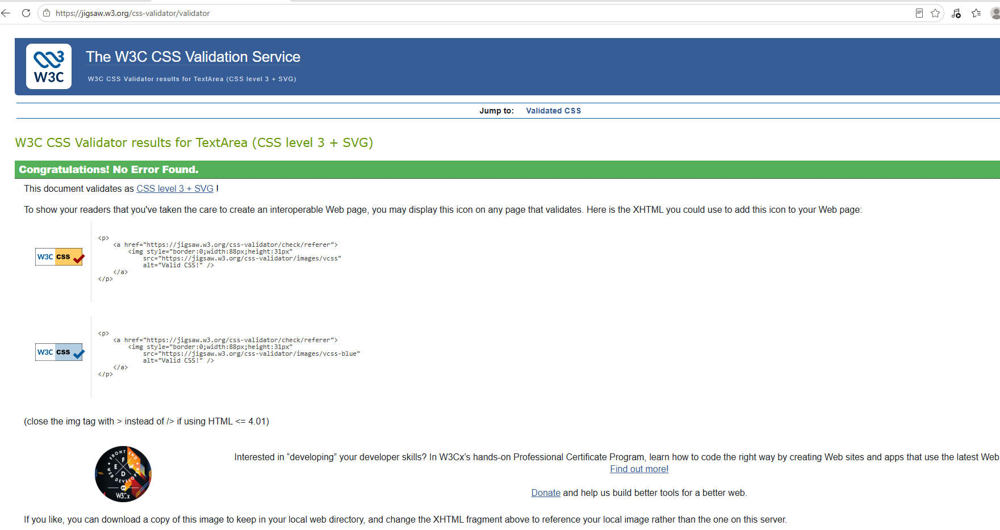 https://jigsaw.w3.org/css-validator/validator
W3C
The W3C CSS Validation Service
W3C CSS Validator results for TextArea (CSS level 3 + SVG)
Jump to: Validated CSS
W3C CSS Validator results for TextArea (CSS level 3 + SVG)
Congratulations! No Error Found.
This document validates as CSS level 3 + SVG !
To show your readers that you've taken the care to create an interoperable Web page, you may display this icon on any page that validates. Here is the XHTML you could use to add this icon to your Web page:
W3C css
<p>
<a href="https://jigsaw.w3.org/css-validator/check/referer">
<img style="border:0;width:88px;height:31px"
src="https://jigsaw.w3.org/css-validator/images/vcss"
alt="Valid CSS!" />
</a>
</p>
W3C css
<p>
<a href="https://jigsaw.w3.org/css-validator/check/referer">
<img style="border:0;width:88px;height:31px"
src="https://jigsaw.w3.org/css-validator/images/vcss-blue"
alt="Valid CSS!" />
</a>
</p>
(close the img tag with > instead of /> if using HTML <= 4.01)
FRONT END
F
E W
D
WEB DEVELOPER
BY
W3Cx
Interested in “developing” your developer skills? In W3Cx’s hands-on Professional Certificate Program, learn how to code the right way by creating Web sites and apps that use the latest Web
Find out more!
Donate and help us build better tools for a better web.
If you like, you can download a copy of this image to keep in your local web directory, and change the XHTML fragment above to reference your local image rather than the one on this server.